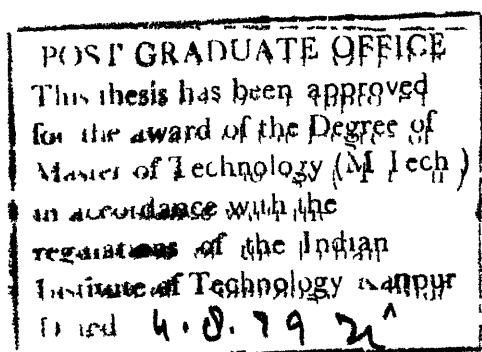 POST GRADUATE OFFICE
This thesis has been approved
for the award of the Degree of
Master of Technology (M Tech)
in accordance with the
regulations of the Indian
Institute of Technology Kanpur
Dated 4.8.79